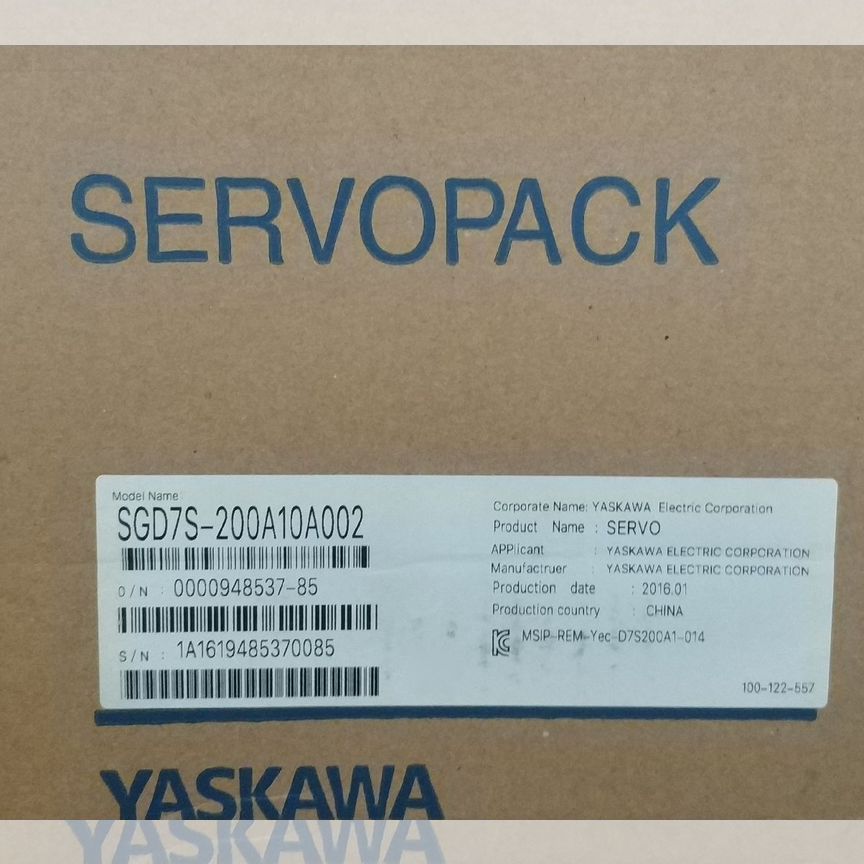 SERVOPACK
Model Name
SGD7S-200A10A002
O/N : 0000948537-85
S/N : 1A1619485370085
Corporate Name: YASKAWA Electric Corporation
Product Name : SERVO
APPlicant : YASKAWA ELECTRIC CORPORATION
Manufactruer : YASKAWA ELECTRIC CORPORATION
Production date : 2016.01
Production country : CHINA
MSIP-REM-Yec-D7S200A1-014
100-122-557
YASKAWA
YASKAWA